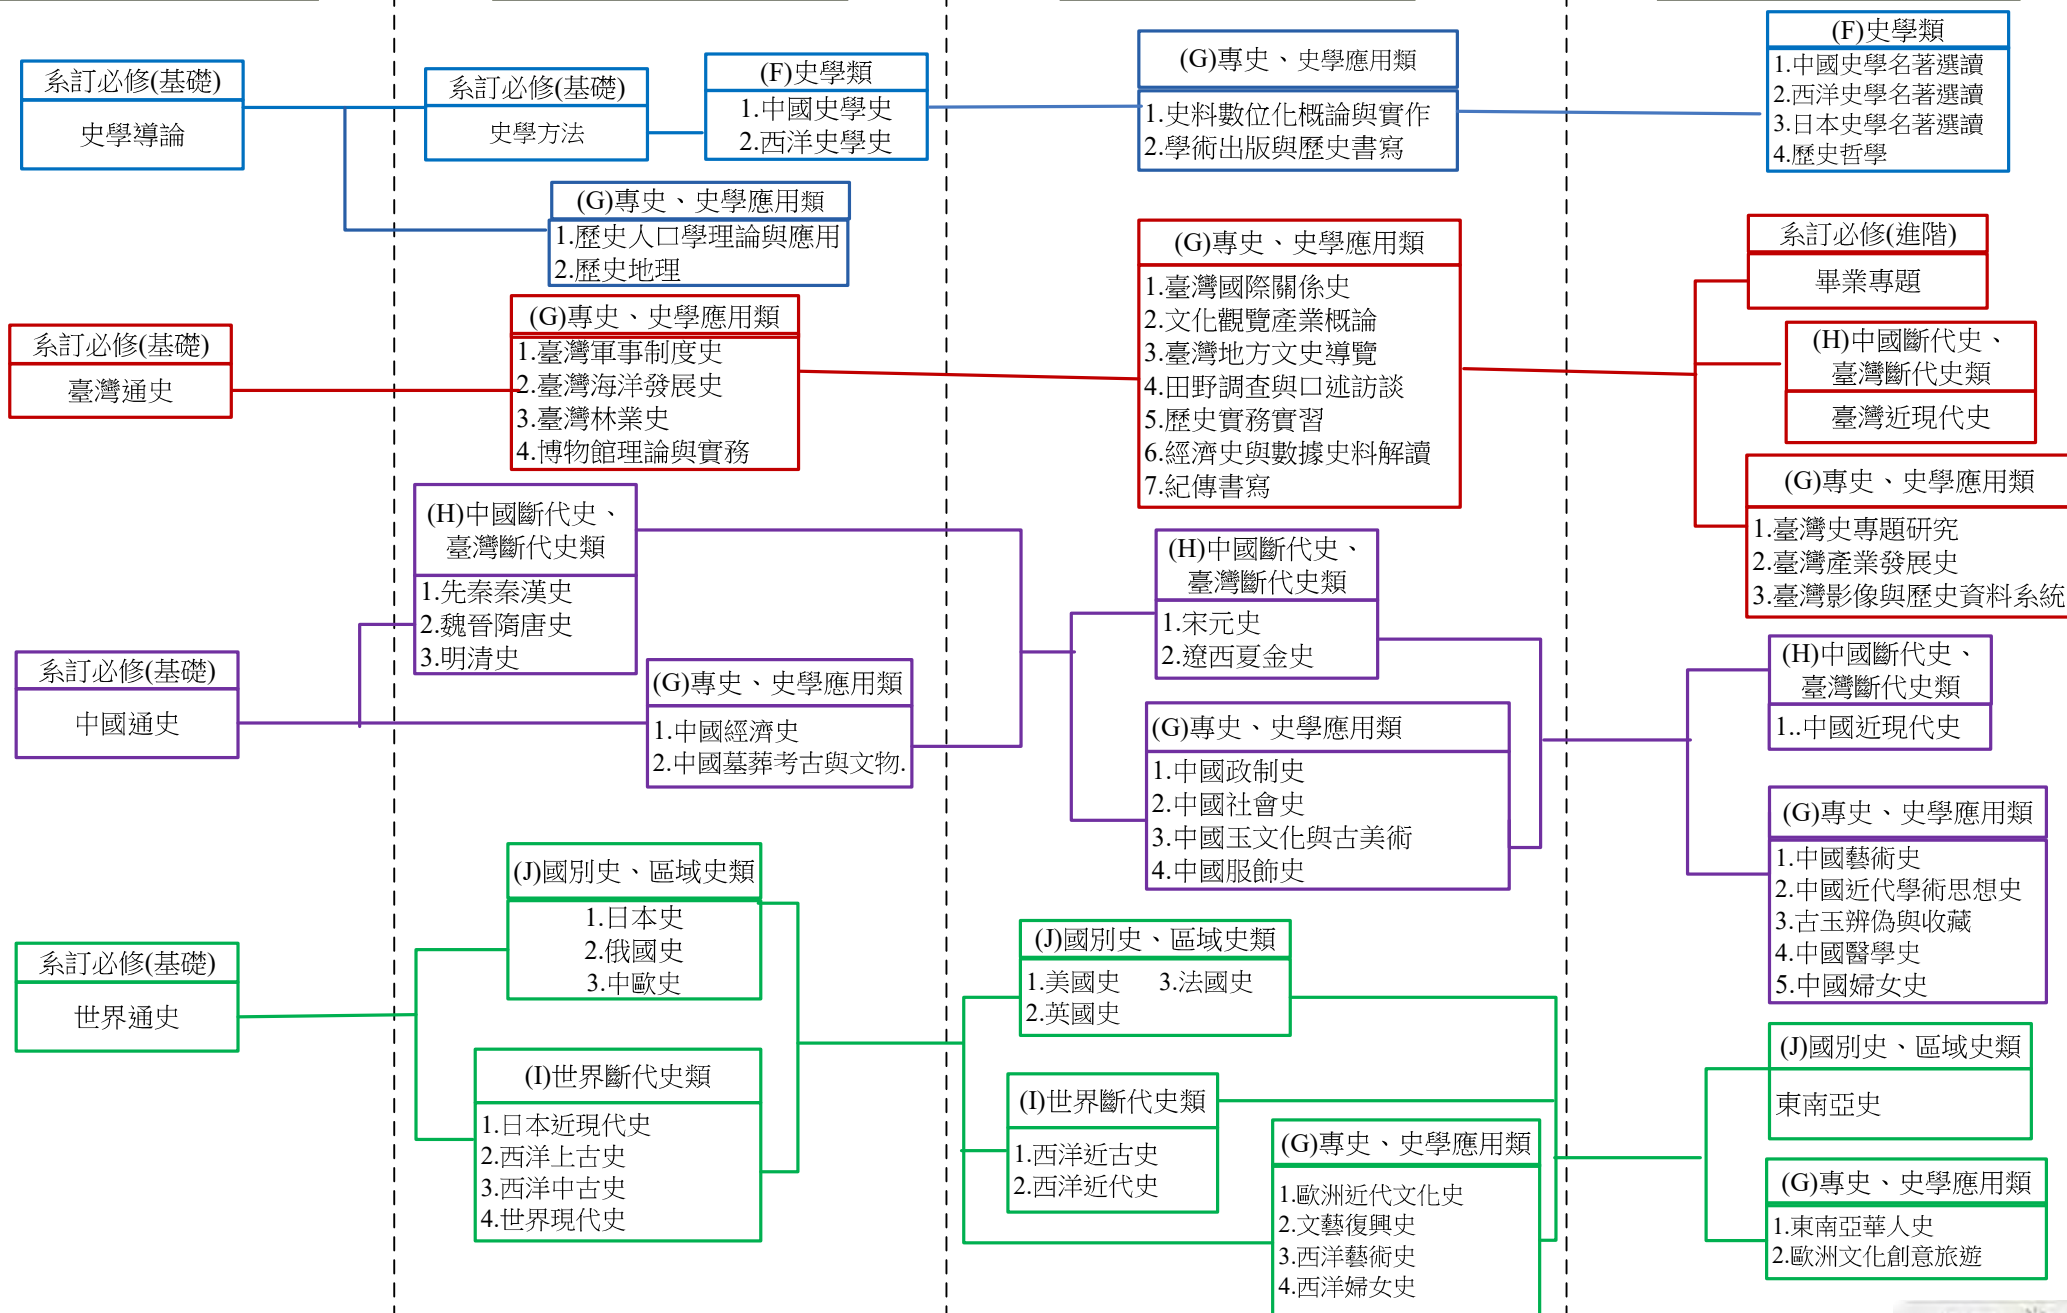 系訂必修(基礎)
史學導論
系訂必修(基礎)
史學方法
(F)史學類
1.中國史學史
2.西洋史學史
(G)專史、史學應用類
1.歷史人口學理論與應用
2.歷史地理
(G)專史、史學應用類
1.史料數位化概論與實作
2.學術出版與歷史書寫
(F)史學類
1.中國史學名著選讀
2.西洋史學名著選讀
3.日本史學名著選讀
4.歷史哲學
系訂必修(基礎)
臺灣通史
(G)專史、史學應用類
1.臺灣軍事制度史
2.臺灣海洋發展史
3.臺灣林業史
4.博物館理論與實務
(G)專史、史學應用類
1.臺灣國際關係史
2.文化觀覽產業概論
3.臺灣地方文史導覽
4.田野調查與口述訪談
5.歷史實務實習
6.經濟史與數據史料解讀
7.紀傳書寫
系訂必修(進階)
畢業專題
(H)中國斷代史、
臺灣斷代史類
臺灣近現代史
(G)專史、史學應用類
1.臺灣史專題研究
2.臺灣產業發展史
3.臺灣影像與歷史資料系統
系訂必修(基礎)
中國通史
(H)中國斷代史、
臺灣斷代史類
1.先秦秦漢史
2.魏晉隋唐史
3.明清史
(G)專史、史學應用類
1.中國經濟史
2.中國墓葬考古與文物.
(H)中國斷代史、
臺灣斷代史類
1.宋元史
2.遼西夏金史
(G)專史、史學應用類
1.中國政制史
2.中國社會史
3.中國玉文化與古美術
4.中國服飾史
(H)中國斷代史、
臺灣斷代史類
1..中國近現代史
(G)專史、史學應用類
1.中國藝術史
2.中國近代學術思想史
3.古玉辨偽與收藏
4.中國醫學史
5.中國婦女史
系訂必修(基礎)
世界通史
(J)國別史、區域史類
1.日本史
2.俄國史
3.中歐史
(I)世界斷代史類
1.日本近現代史
2.西洋上古史
3.西洋中古史
4.世界現代史
(J)國別史、區域史類
1.美國史 3.法國史
2.英國史
(I)世界斷代史類
1.西洋近古史
2.西洋近代史
(G)專史、史學應用類
1.歐洲近代文化史
2.文藝復興史
3.西洋藝術史
4.西洋婦女史
(J)國別史、區域史類
東南亞史
(G)專史、史學應用類
1.東南亞華人史
2.歐洲文化創意旅遊